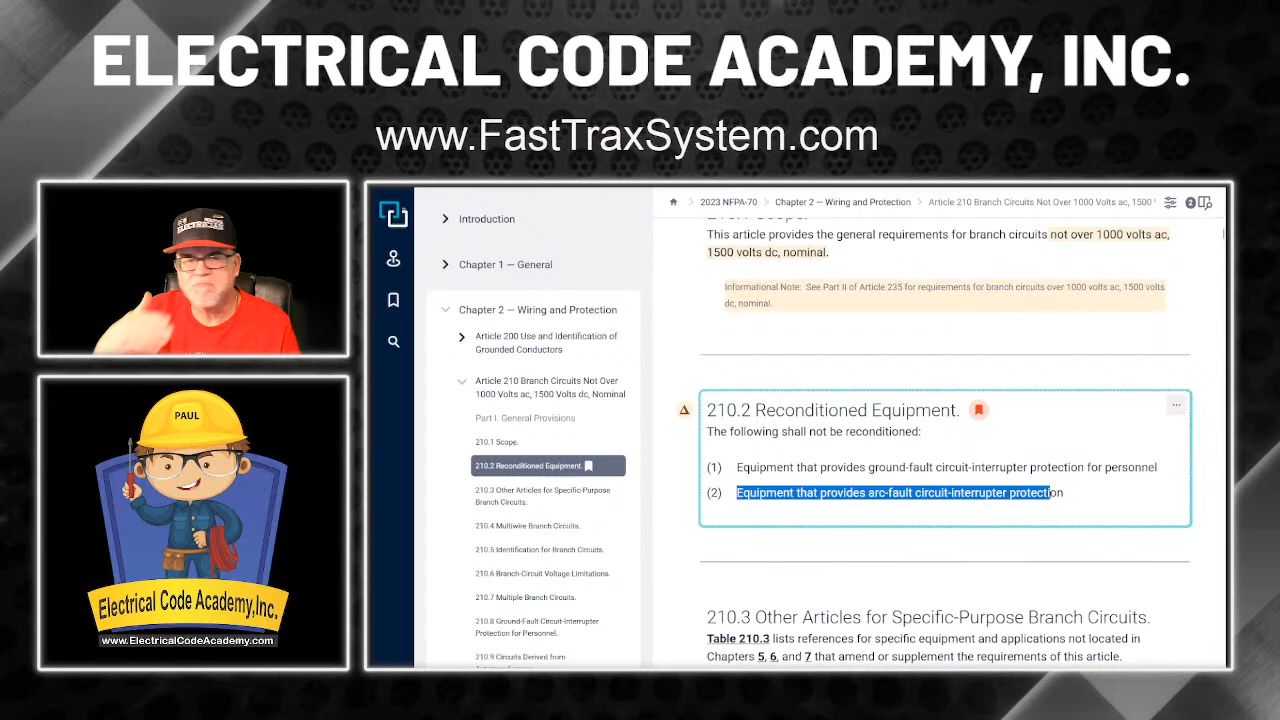 ELECTRICAL CODE ACADEMY, INC.
www.FastTraxSystem.com
PAUL
Electrical Code Academy,Inc.
www.ElectricalCodeAcademy.com
Introduction
Chapter 1 — General
Chapter 2 — Wiring and Protection
Article 200 Use and Identification of
Grounded Conductors
Article 210 Branch Circuits Not Over
1000 Volts ac, 1500 Volts Dc, Nominal
Part I. General Provisions
210.1 Scope.
210.2 Reconditioned Equipment.
210.3 Other Articles for Specific-Purpose
Branch Circuits.
210.4 Multiwire Branch Circuits.
210.5 Identification for Branch Circuits.
210.6 Branch-Circuit Voltage Limitations.
210.7 Multiple Branch Circuits.
210.8 Ground-Fault Circuit-Interrupter
Protection for Personnel.
210.9 Circuits Derived from
2023 NFPA-70
Chapter 2 — Wiring and Protection
Article 210 Branch Circuits Not Over 1000 Volts ac, 1500
2
210.1 Scope.
This article provides the general requirements for branch circuits not over 1000 volts ac,
1500 volts dc, nominal.
Informational Note: See Part II of Article 235 for requirements for branch circuits over 1000 volts ac, 1500 volts
dc, nominal.
Δ
210.2 Reconditioned Equipment.
The following shall not be reconditioned:
(1) Equipment that provides ground-fault circuit-interrupter protection for personnel
(2) Equipment that provides arc-fault circuit-interrupter protection
210.3 Other Articles for Specific-Purpose Branch Circuits.
Table 210.3 lists references for specific equipment and applications not located in
Chapters 5, 6, and 7 that amend or supplement the requirements of this article.